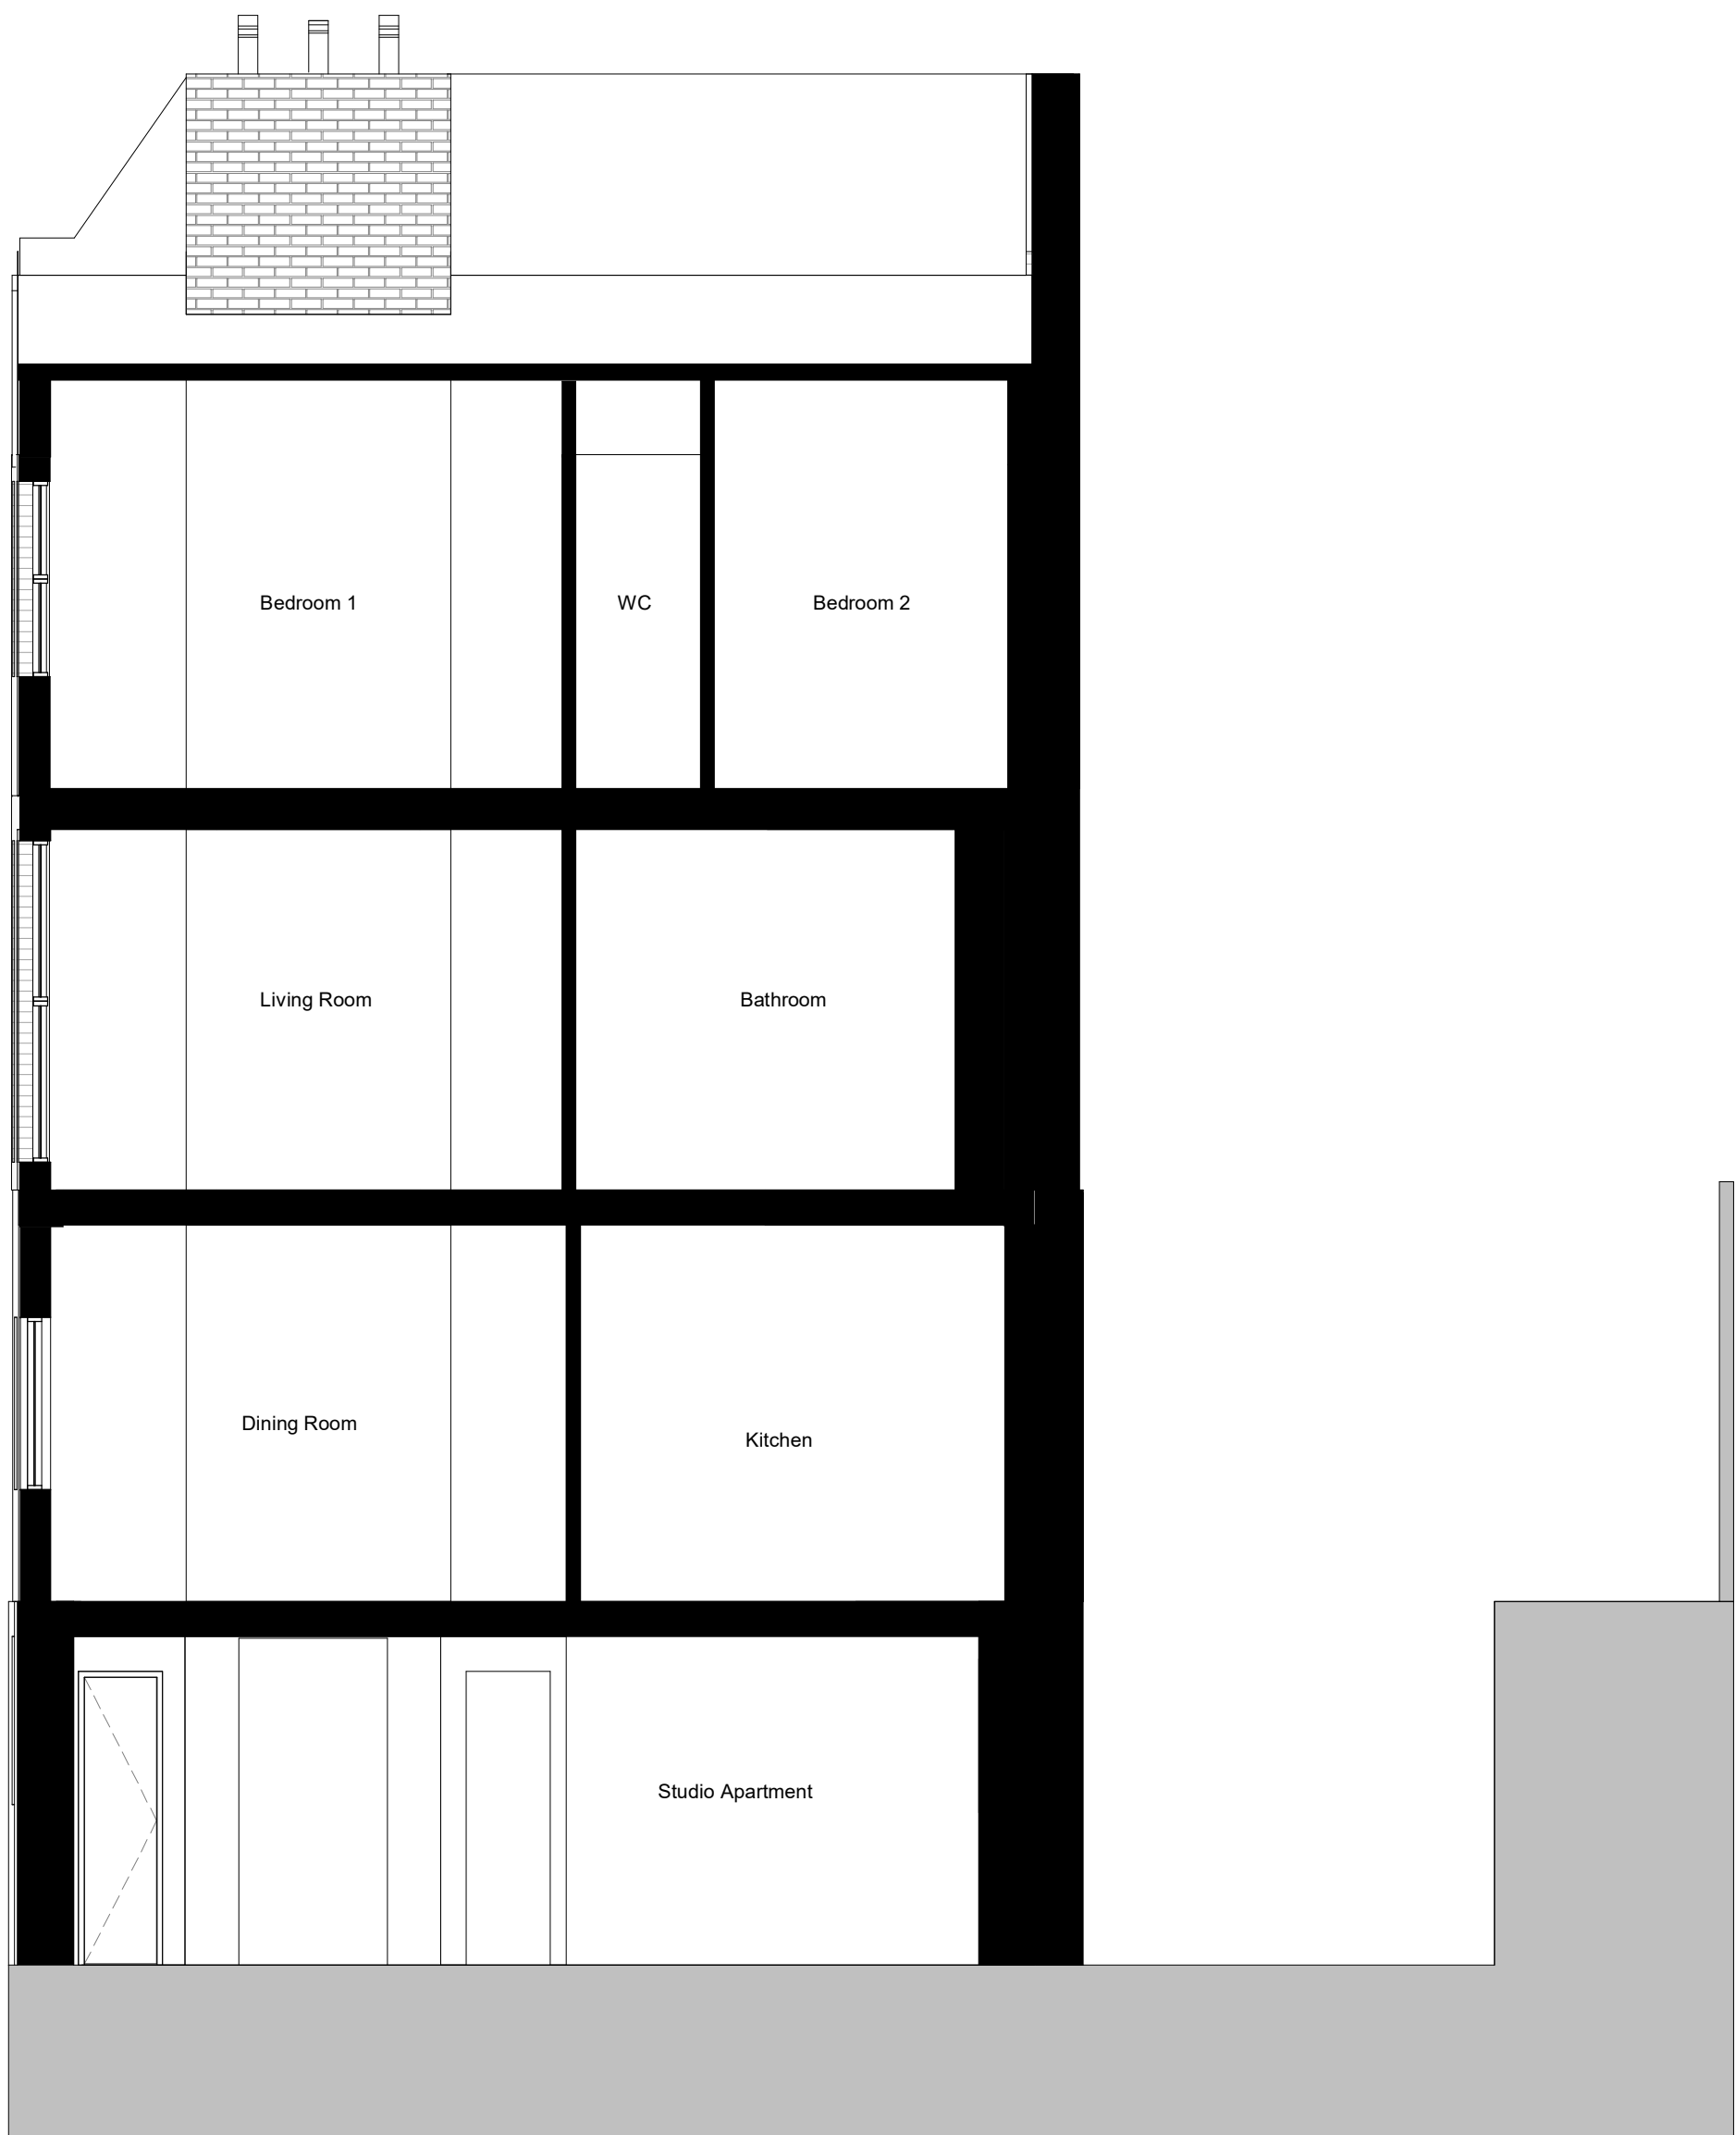 Bedroom 1
WC
Bedroom 2
Living Room
Bathroom
Dining Room
Kitchen
Studio Apartment